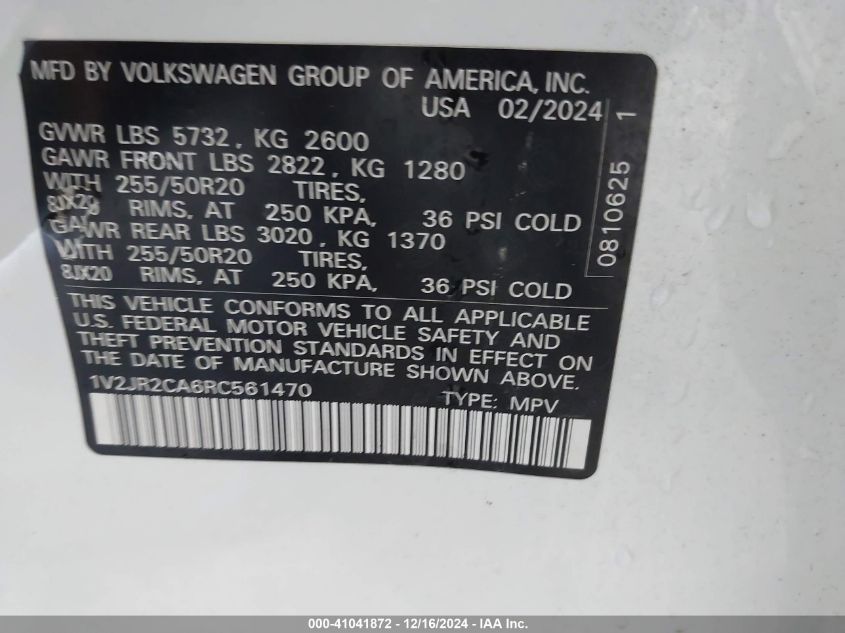 MFD BY VOLKSWAGEN GROUP OF AMERICA, INC.
USA 02/2024
GVWR LBS 5732, KG 2600
GAWR FRONT LBS 2822, KG 1280
WITH 255/50R20 TIRES,
8JX20 RIMS, AT 250 KPA, 36 PSI COLD
GAWR REAR LBS 3020, KG 1370
WITH 255/50R20 TIRES,
8JX20 RIMS, AT 250 KPA, 36 PSI COLD
0810625 1
THIS VEHICLE CONFORMS TO ALL APPLICABLE
U.S. FEDERAL MOTOR VEHICLE SAFETY AND
THEFT PREVENTION STANDARDS IN EFFECT ON
THE DATE OF MANUFACTURE SHOWN ABOVE.
1V2JR2CA6RC561470 TYPE: MPV
000-41041872 - 12/16/2024 - IAA Inc.